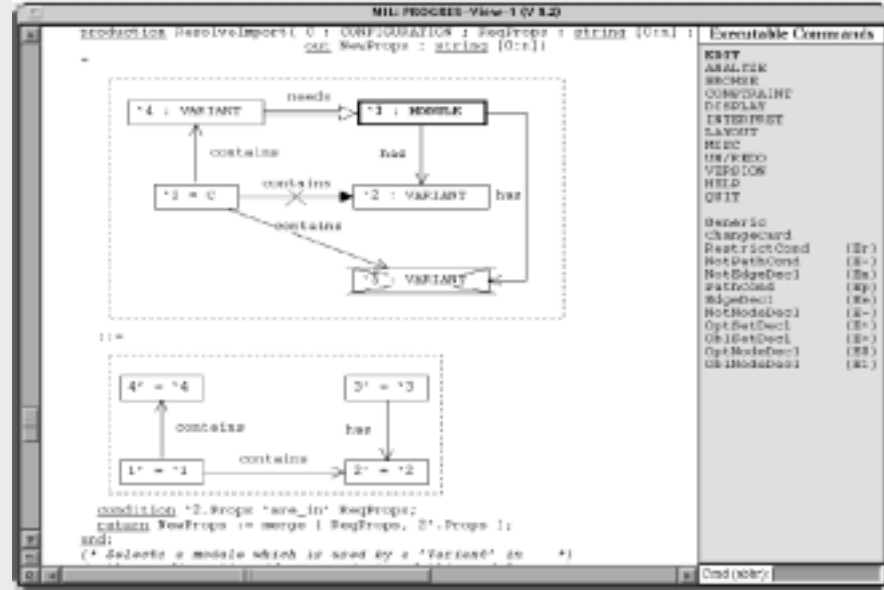 MIL: PROGRES-View-1 (V 8.2)
production ResolveImport( C : CONFIGURATION ; ReqProps : string [0:n] ;
out NewProps : string [0:n])
=
needs
'4 : VARIANT
'3 : MODULE
contains
has
contains
'1 = C
'2 : VARIANT
has
contains
'5 : VARIANT
::=
4' = '4
3' = '3
contains
has
contains
1' = '1
2' = '2
condition '2.Props 'are_in' ReqProps;
return NewProps := merge ( ReqProps, 2'.Props );
end;
(* Selects a module which is used by a 'Variant' in *)
Executable Commands
EDIT
ANALYZE
BROWSE
CONSTRAINT
DISPLAY
INTERPRET
LAYOUT
MISC
UN/REDO
VERSION
HELP
QUIT
Generic
ChangeCard
RestrictCond (Er)
NotPathCond
NotEdgeDecl
PathCond (Ep)
EdgeDecl (Ee)
NotNodeDecl (E-)
OptSetDecl
OblSetDecl
OptNodeDecl
OblNodeDecl
Cmd (abbr):